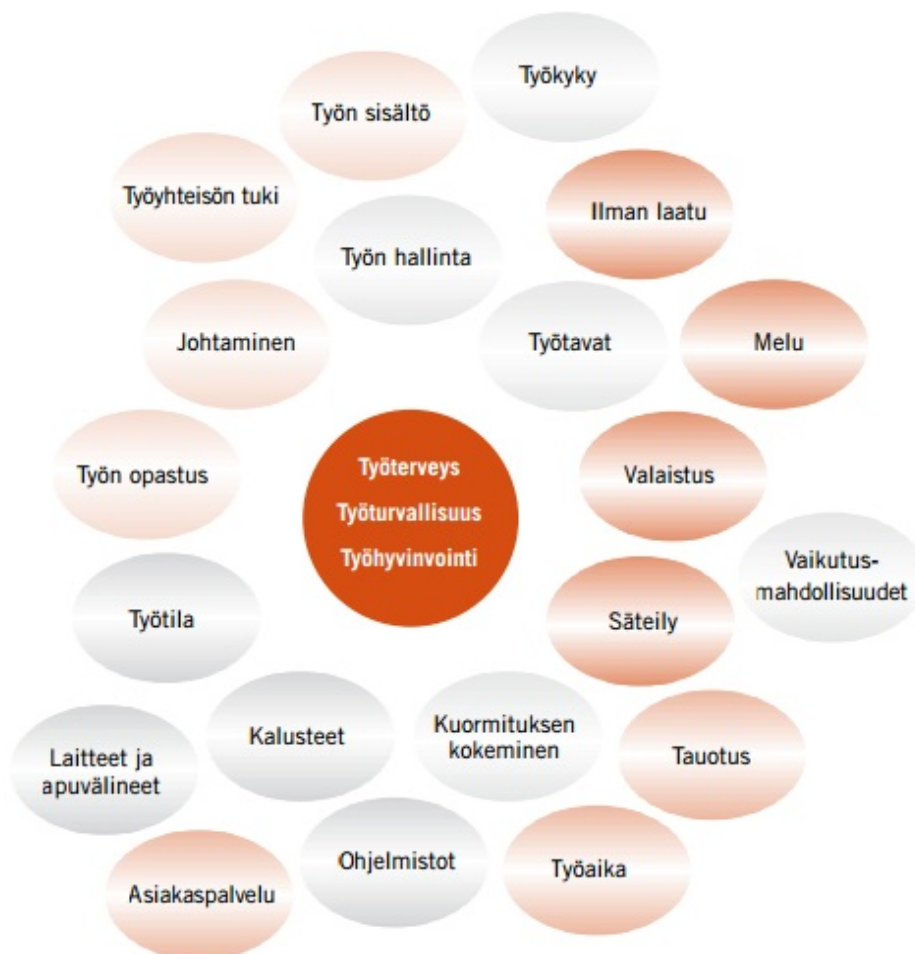 Työkyky
Työn sisältö
Työyhteisön tuki
Ilman laatu
Työn hallinta
Johtaminen
Työtavat
Melu
Työterveys
Työturvallisuus
Työhyvinvointi
Työn opastus
Valaistus
Vaikutus-
mahdollisuudet
Työtila
Säteily
Kalusteet
Kuormituksen
kokeminen
Laitteet ja
apuvälineet
Tauotus
Ohjelmistot
Työaika
Asiakaspalvelu